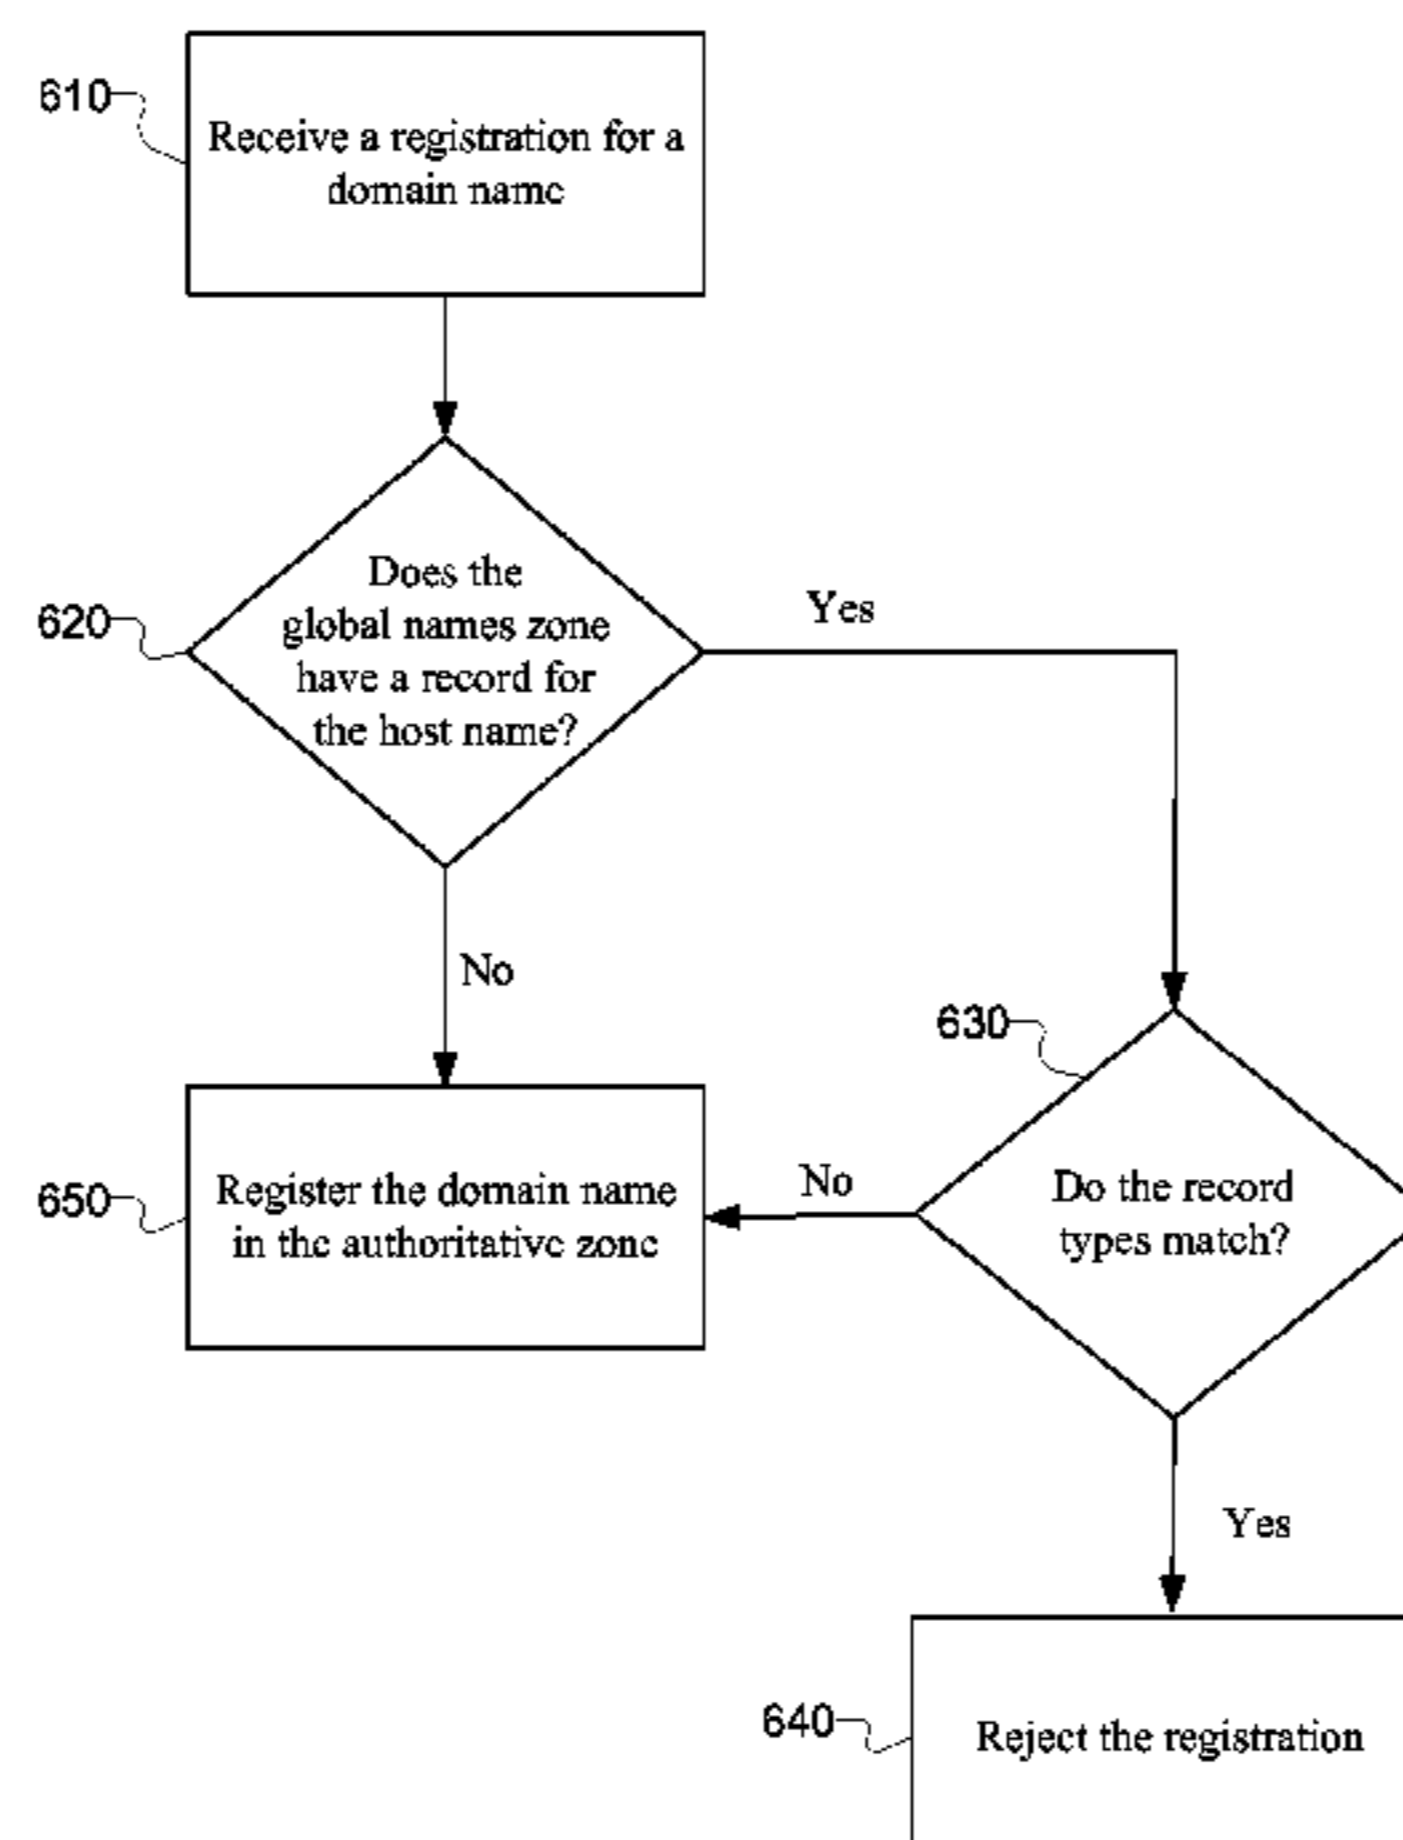 610
Receive a registration for a
domain name
620
Does the
global names zone
have a record for
the host name?
Yes
No
630
Do the record
types match?
No
650
Register the domain name
in the authoritative zone
Yes
640
Reject the registration